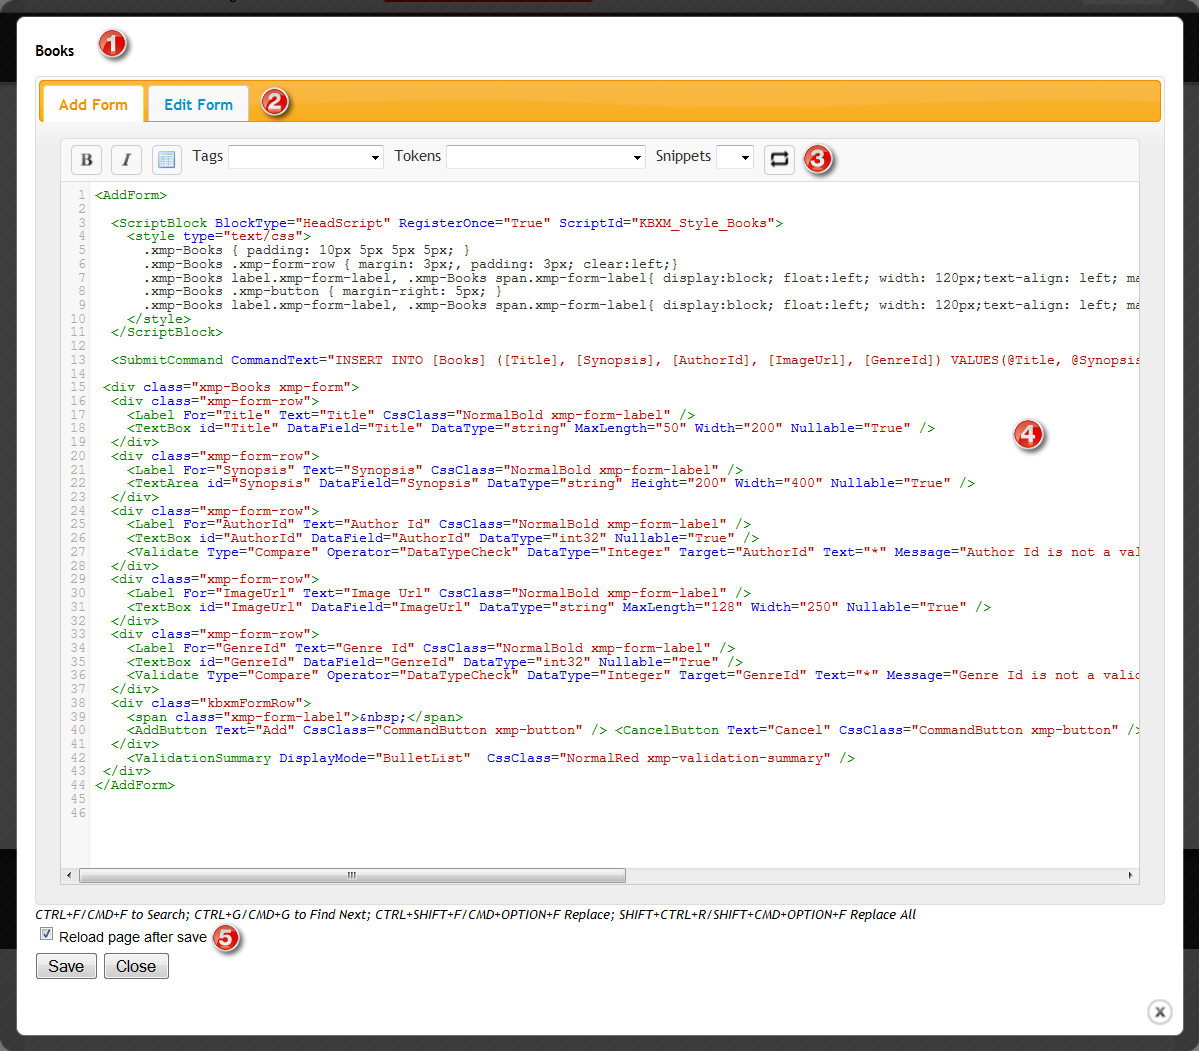 Books 1
Add Form Edit Form 2
B I Tags Tokens Snippets 3
1 <AddForm>
2
3 <ScriptBlock BlockType="HeadScript" RegisterOnce="True" ScriptId="KBXM_Style_Books">
4 <style type="text/css">
5 .xmp-Books { padding: 10px 5px 5px 5px; }
6 .xmp-Books .xmp-form-row { margin: 3px;, padding: 3px; clear:left;}
7 .xmp-Books label.xmp-form-label, .xmp-Books span.xmp-form-label{ display:block; float:left; width: 120px;text-align: left; ma
8 .xmp-Books .xmp-button { margin-right: 5px; }
9 .xmp-Books label.xmp-form-label, .xmp-Books span.xmp-form-label{ display:block; float:left; width: 120px;text-align: left; ma
10 </style>
11 </ScriptBlock>
12
13 <SubmitCommand CommandText="INSERT INTO [Books] ([Title], [Synopsis], [AuthorId], [ImageUrl], [GenreId]) VALUES(@Title, @Synopsis
14
15 <div class="xmp-Books xmp-form">
16 <div class="xmp-form-row">
17 <Label For="Title" Text="Title" CssClass="NormalBold xmp-form-label" />
18 <TextBox id="Title" DataField="Title" DataType="string" MaxLength="50" Width="200" Nullable="True" />
19 </div>
20 <div class="xmp-form-row">
21 <Label For="Synopsis" Text="Synopsis" CssClass="NormalBold xmp-form-label" />
22 <TextArea id="Synopsis" DataField="Synopsis" DataType="string" Height="200" Width="400" Nullable="True" />
23 </div>
24 <div class="xmp-form-row">
25 <Label For="AuthorId" Text="Author Id" CssClass="NormalBold xmp-form-label" />
26 <TextBox id="AuthorId" DataField="AuthorId" DataType="int32" Nullable="True" />
27 <Validate Type="Compare" Operator="DataTypeCheck" DataType="Integer" Target="AuthorId" Text="*" Message="Author Id is not a val
28 </div>
29 <div class="xmp-form-row">
30 <Label For="ImageUrl" Text="Image Url" CssClass="NormalBold xmp-form-label" />
31 <TextBox id="ImageUrl" DataField="ImageUrl" DataType="string" MaxLength="128" Width="250" Nullable="True" />
32 </div>
33 <div class="xmp-form-row">
34 <Label For="GenreId" Text="Genre Id" CssClass="NormalBold xmp-form-label" />
35 <TextBox id="GenreId" DataField="GenreId" DataType="int32" Nullable="True" />
36 <Validate Type="Compare" Operator="DataTypeCheck" DataType="Integer" Target="GenreId" Text="*" Message="Genre Id is not a valid
37 </div>
38 <div class="kbxmFormRow">
39 <span class="xmp-form-label">&nbsp;</span>
40 <AddButton Text="Add" CssClass="CommandButton xmp-button" /> <CancelButton Text="Cancel" CssClass="CommandButton xmp-button" />
41 </div>
42 <ValidationSummary DisplayMode="BulletList" CssClass="NormalRed xmp-validation-summary" />
43 </div>
44 </AddForm>
45
46
4
CTRL+F/CMD+F to Search; CTRL+G/CMD+G to Find Next; CTRL+SHIFT+F/CMD+OPTION+F Replace; SHIFT+CTRL+R/SHIFT+CMD+OPTION+F Replace All
Reload page after save 5
Save Close